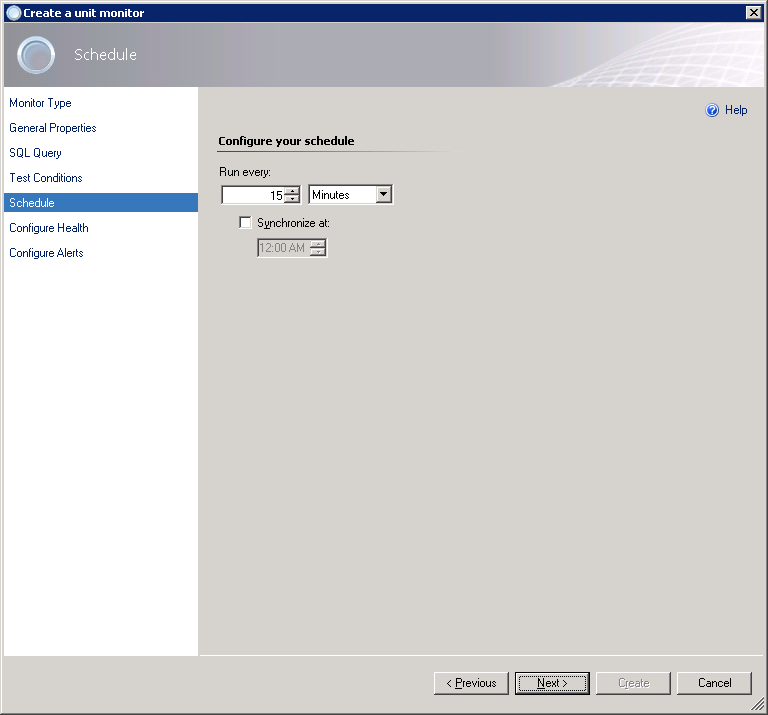 Create a unit monitor
Schedule
Monitor Type
General Properties
SQL Query
Test Conditions
Schedule
Configure Health
Configure Alerts
Help
Configure your schedule
Run every:
15 Minutes
Synchronize at:
12:00 AM
< Previous Next > Create Cancel